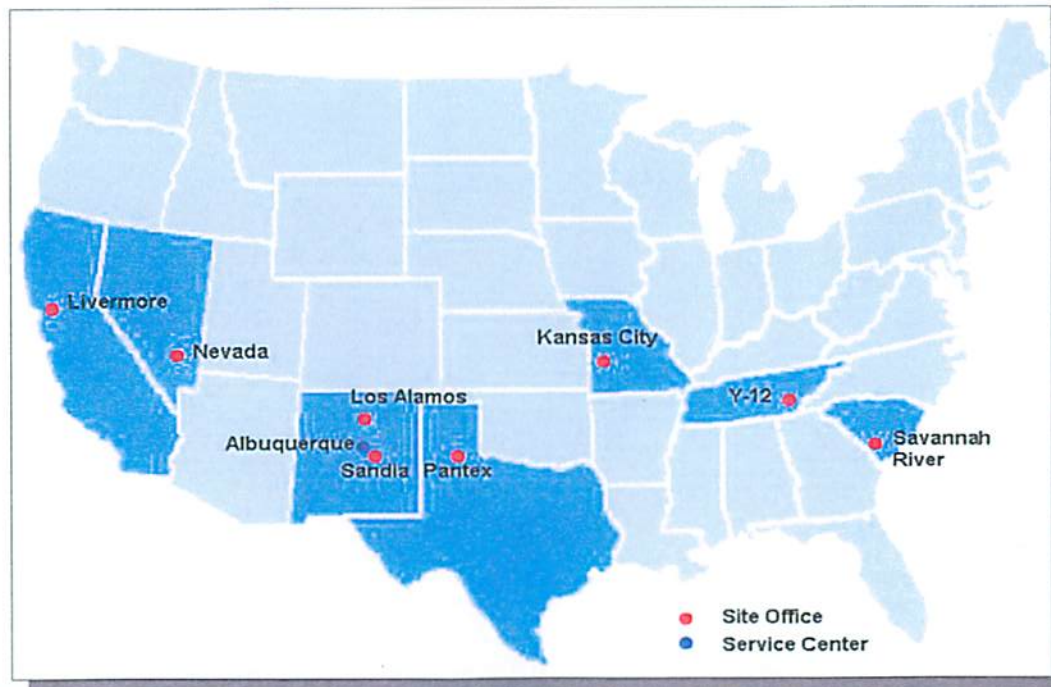 Livermore
Nevada
Kansas City
Los Alamos
Albuquerque
Sandia
Pantex
Y-12
Savannah
River
Site Office
Service Center